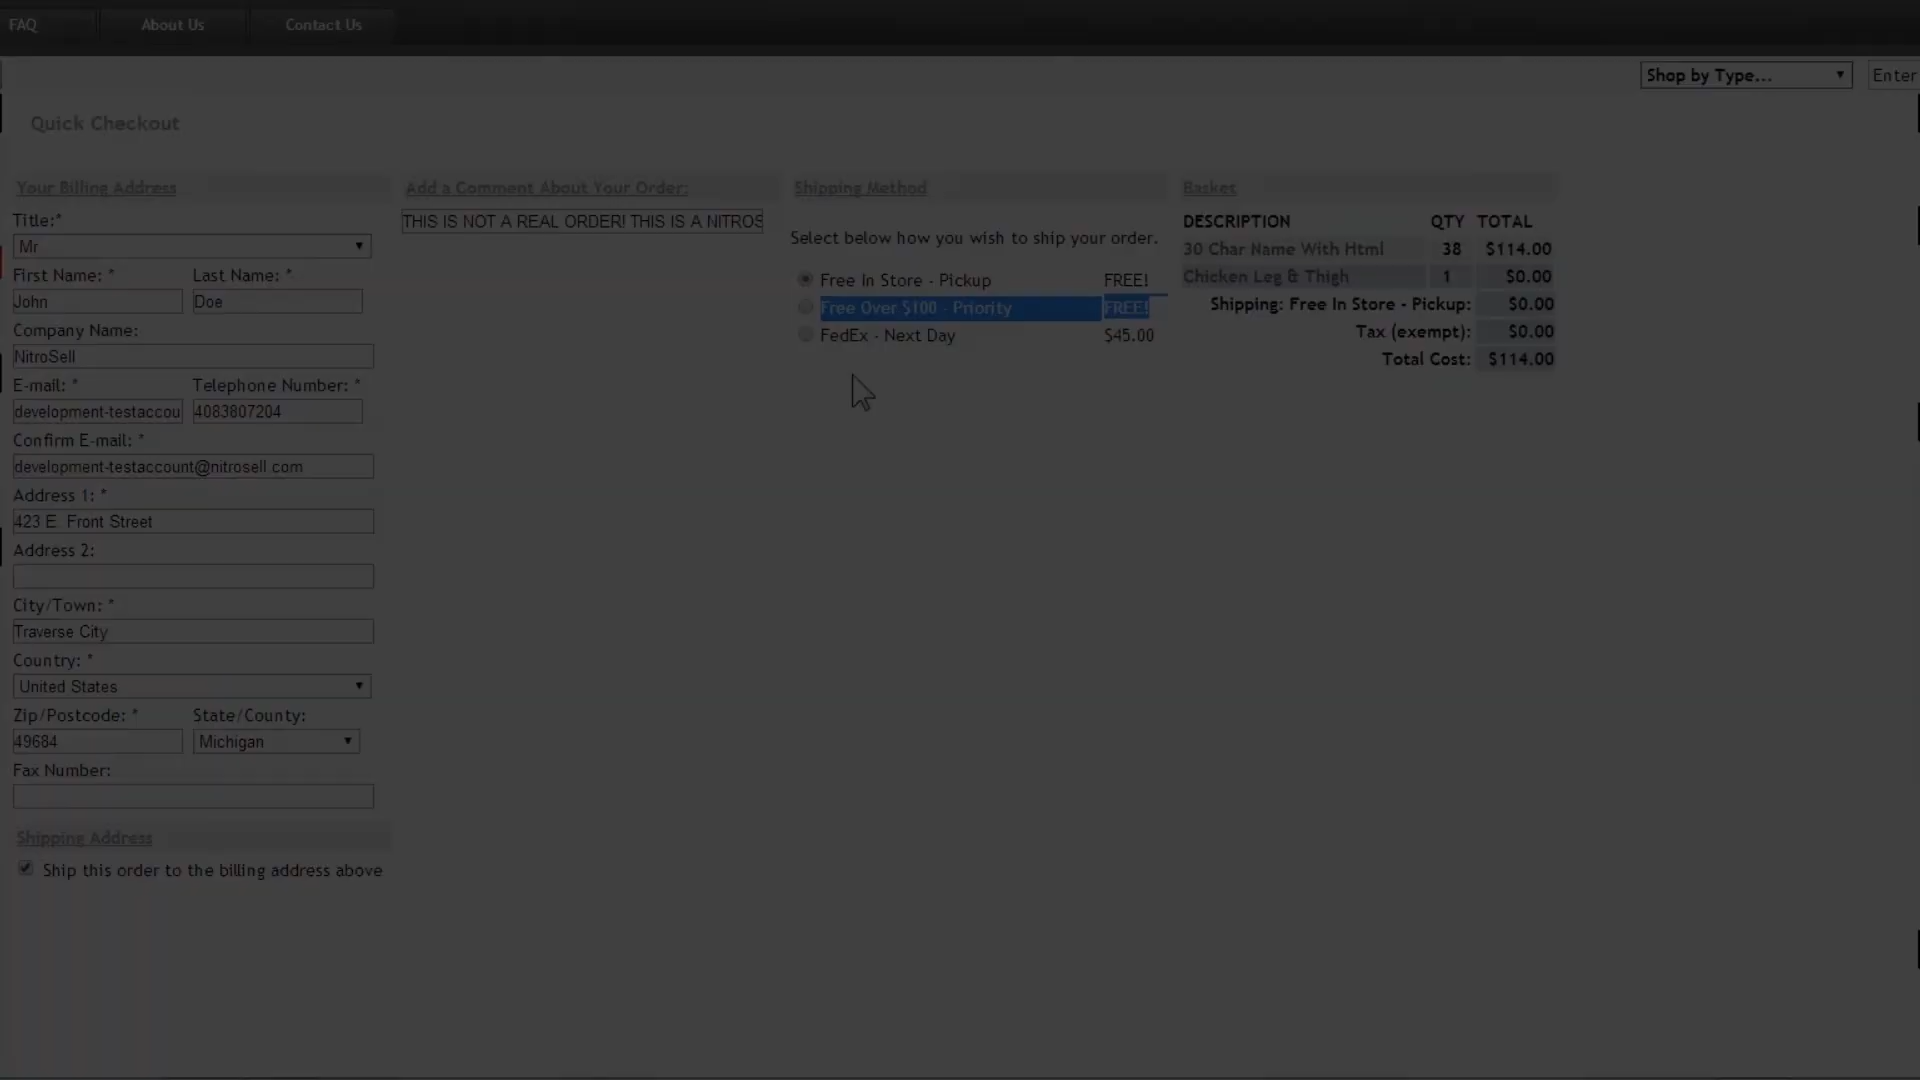 FAQ About Us Contact Us
Shop by Type... Enter
Quick Checkout
Your Billing Address
Title:*
Mr
First Name: * Last Name: *
John Doe
Company Name:
NitroSell
E-mail: * Telephone Number: *
development-testaccou 4083807204
Confirm E-mail: *
development-testaccount@nitrosell.com
Address 1: *
423 E. Front Street
Address 2:
City/Town: *
Traverse City
Country: *
United States
Zip/Postcode: * State/County:
49684 Michigan
Fax Number:
Shipping Address
Ship this order to the billing address above
Add a Comment About Your Order:
THIS IS NOT A REAL ORDER! THIS IS A NITROS
Shipping Method
Select below how you wish to ship your order.
Free In Store - Pickup FREE!
Free Over $100 - Priority FREE!
FedEx - Next Day $45.00
Basket
DESCRIPTION QTY TOTAL
30 Char Name With Html 38 $114.00
Chicken Leg & Thigh 1 $0.00
Shipping: Free In Store - Pickup: $0.00
Tax (exempt): $0.00
Total Cost: $114.00